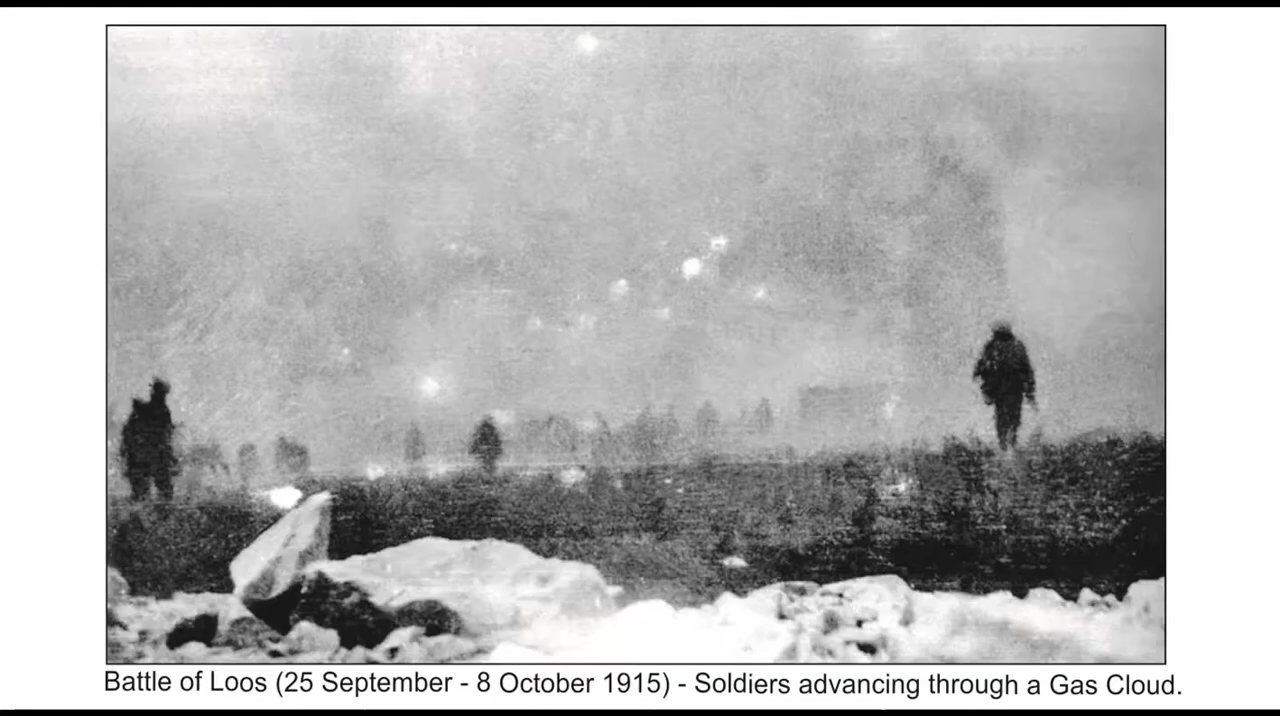 Battle of Loos (25 September - 8 October 1915) - Soldiers advancing through a Gas Cloud.